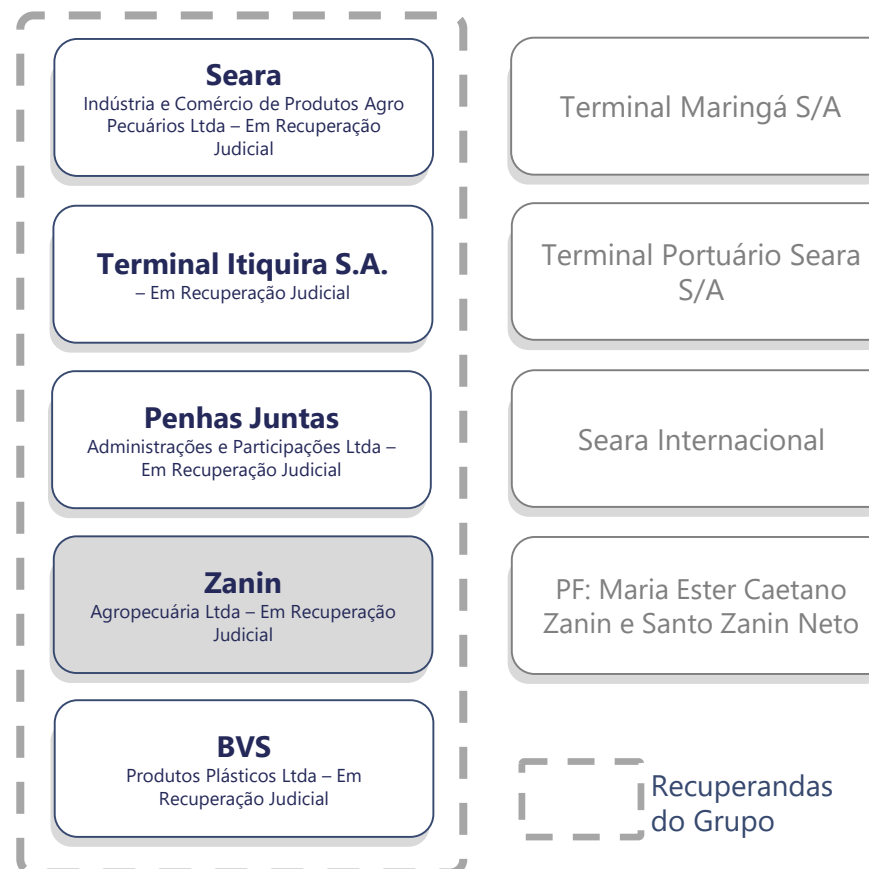 Seara
Indústria e Comércio de Produtos Agro
Pecuários Ltda – Em Recuperação
Judicial
Terminal Itiquira S.A.
– Em Recuperação Judicial
Penhas Juntas
Administrações e Participações Ltda –
Em Recuperação Judicial
Zanin
Agropecuária Ltda – Em Recuperação
Judicial
BVS
Produtos Plásticos Ltda – Em
Recuperação Judicial
Terminal Maringá S/A
Terminal Portuário Seara
S/A
Seara Internacional
PF: Maria Ester Caetano
Zanin e Santo Zanin Neto
Recuperandas
do Grupo